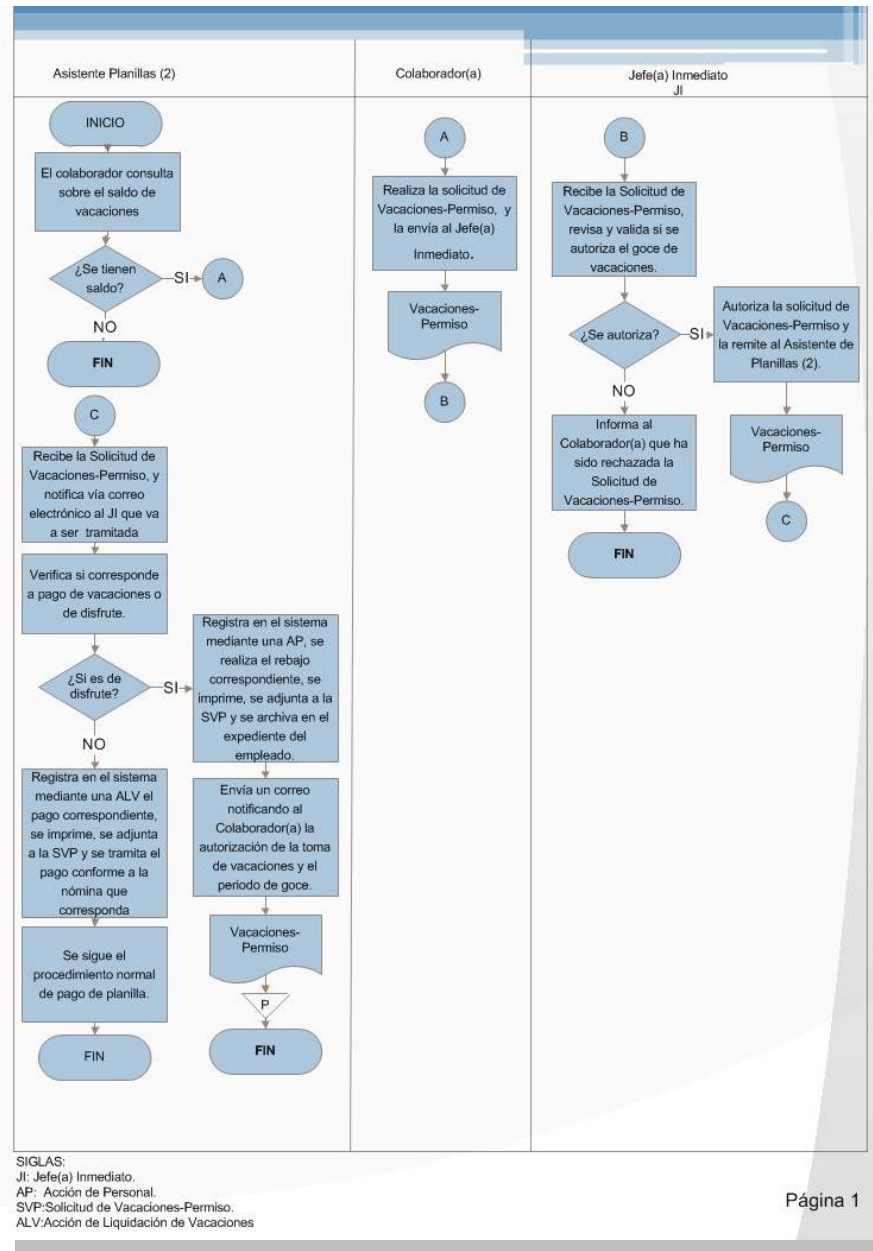 Asistente Planillas (2)
Colaborador(a)
Jefe(a) Inmediato
JI
INICIO
El colaborador consulta
sobre el saldo de
vacaciones
¿Se tienen
saldo?
SI
A
NO
FIN
C
Recibe la Solicitud de
Vacaciones-Permiso, y
notifica vía correo
electrónico al JI que va
a ser tramitada
Verifica si corresponde
a pago de vacaciones o
de disfrute.
¿Si es de
disfrute?
SI
NO
Registra en el sistema
mediante una ALV el
pago correspondiente,
se imprime, se adjunta
a la SVP y se tramita el
pago conforme a la
nómina que
corresponda
Se sigue el
procedimiento normal
de pago de planilla.
FIN
Registra en el sistema
mediante una AP, se
realiza el rebajo
correspondiente, se
imprime, se adjunta a la
SVP y se archiva en el
expediente del
empleado.
Envía un correo
notificando al
Colaborador(a) la
autorización de la toma
de vacaciones y el
periodo de goce.
Vacaciones-
Permiso
P
FIN
A
Realiza la solicitud de
Vacaciones-Permiso, y
la envía al Jefe(a)
Inmediato.
Vacaciones-
Permiso
B
B
Recibe la Solicitud de
Vacaciones-Permiso,
revisa y valida si se
autoriza el goce de
vacaciones.
¿Se autoriza?
SI
NO
Informa al
Colaborador(a) que ha
sido rechazada la
Solicitud de
Vacaciones-Permiso.
FIN
Autoriza la solicitud de
Vacaciones-Permiso y
la remite al Asistente de
Planillas (2).
Vacaciones-
Permiso
C
SIGLAS:
JI: Jefe(a) Inmediato.
AP: Acción de Personal.
SVP:Solicitud de Vacaciones-Permiso.
ALV:Acción de Liquidación de Vacaciones
Página 1